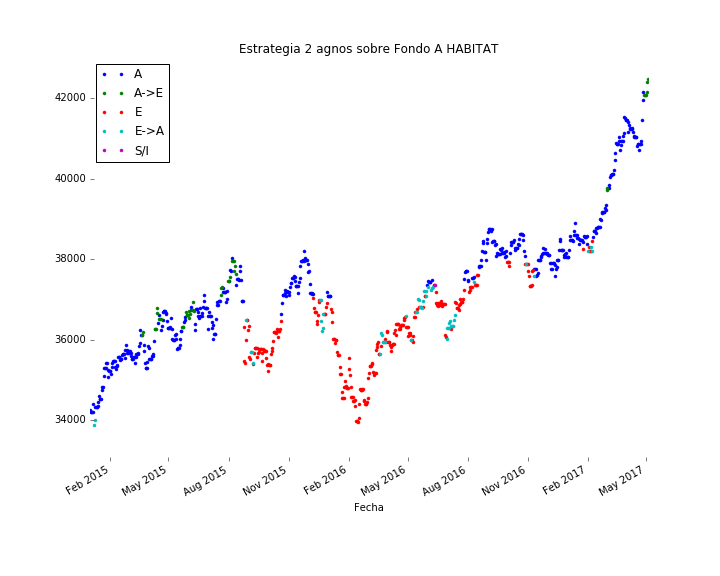 Estrategia 2 agnos sobre Fondo A HABITAT
A
A->E
E
E->A
S/I
42000
40000
38000
36000
34000
Feb 2015
May 2015
Aug 2015
Nov 2015
Feb 2016
May 2016
Aug 2016
Nov 2016
Feb 2017
May 2017
Fecha